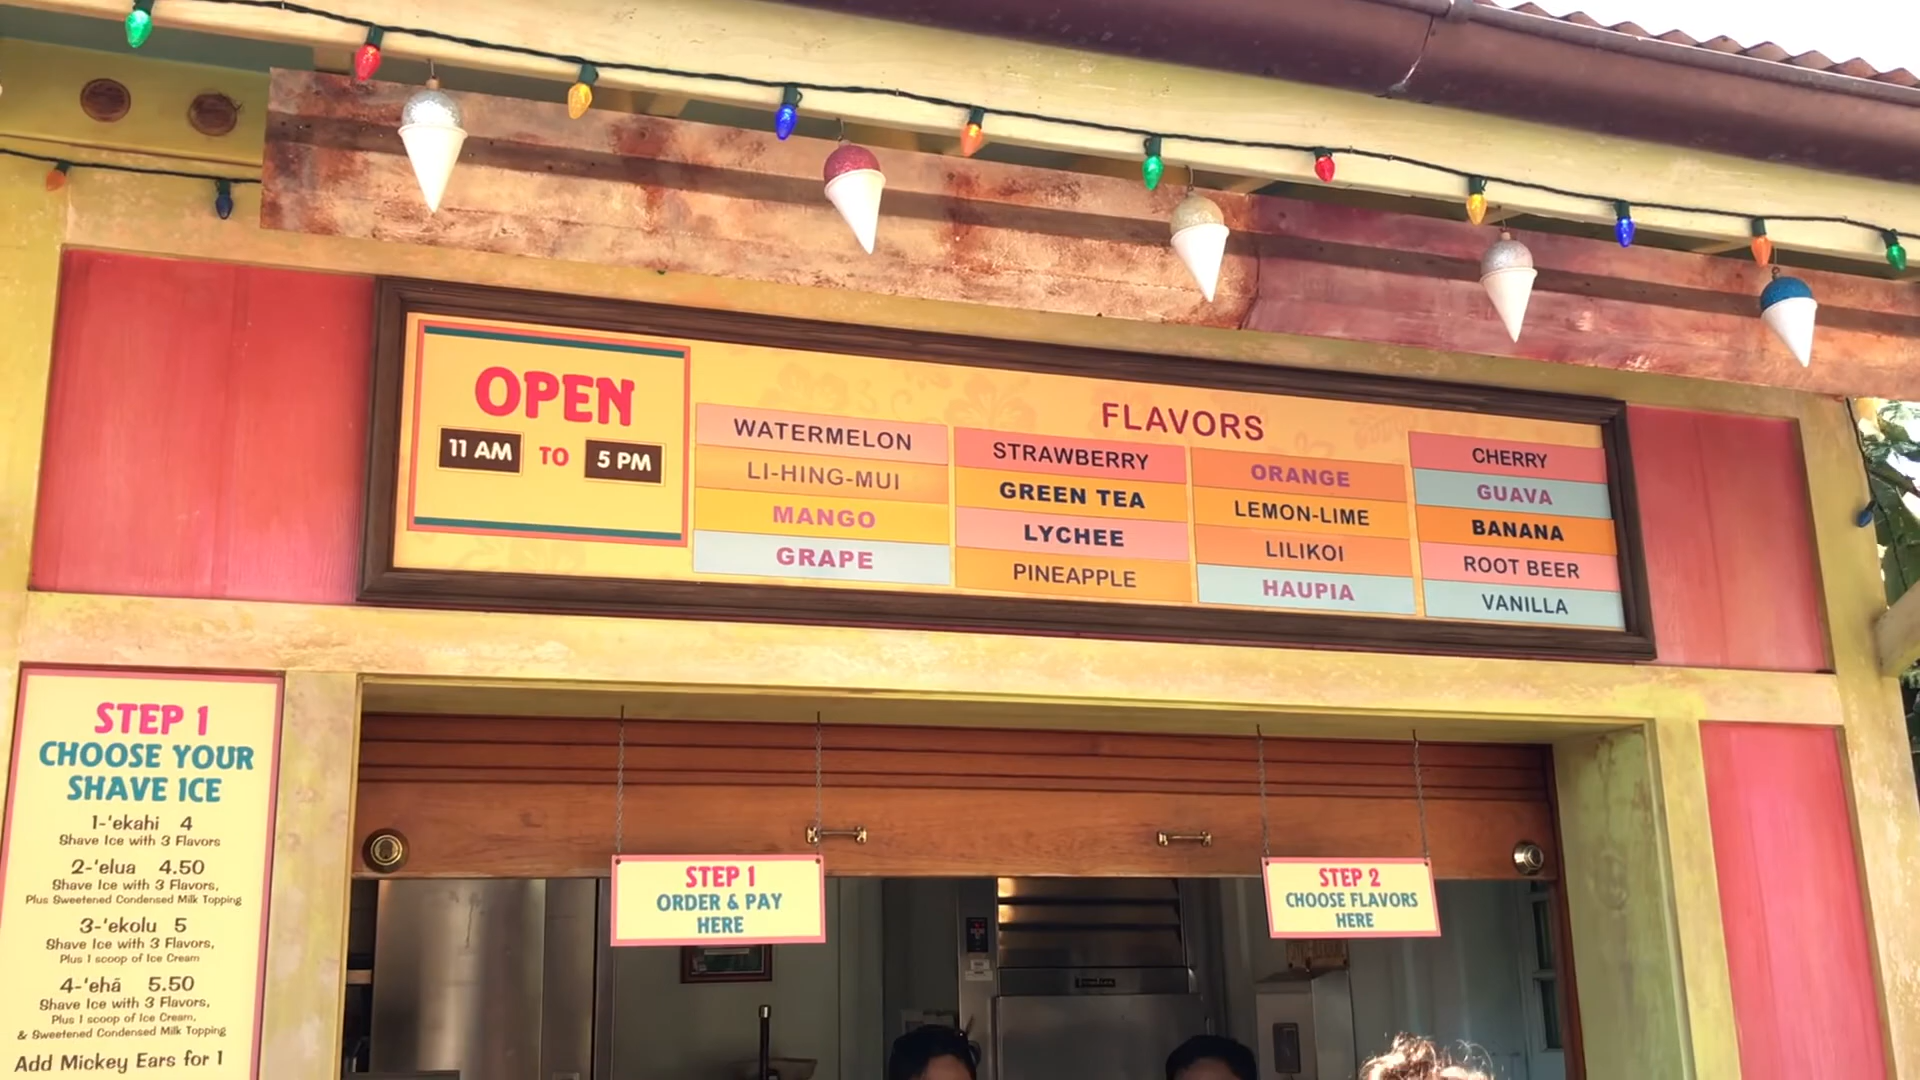 OPEN
11 AM TO 5 PM
FLAVORS
WATERMELON
LI-HING-MUI
MANGO
GRAPE
STRAWBERRY
GREEN TEA
LYCHEE
PINEAPPLE
ORANGE
LEMON-LIME
LILIKOI
HAUPIA
CHERRY
GUAVA
BANANA
ROOT BEER
VANILLA
STEP 1
CHOOSE YOUR
SHAVE ICE
1-'ekahi 4
Shave Ice with 3 Flavors
2-'elua 4.50
Shave Ice with 3 Flavors,
Plus Sweetened Condensed Milk Topping
3-'ekolu 5
Shave Ice with 3 Flavors,
Plus 1 scoop of Ice Cream
4-'ehā 5.50
Shave Ice with 3 Flavors,
Plus 1 scoop of Ice Cream,
& Sweetened Condensed Milk Topping
Add Mickey Ears for 1
STEP 1
ORDER & PAY
HERE
STEP 2
CHOOSE FLAVORS
HERE